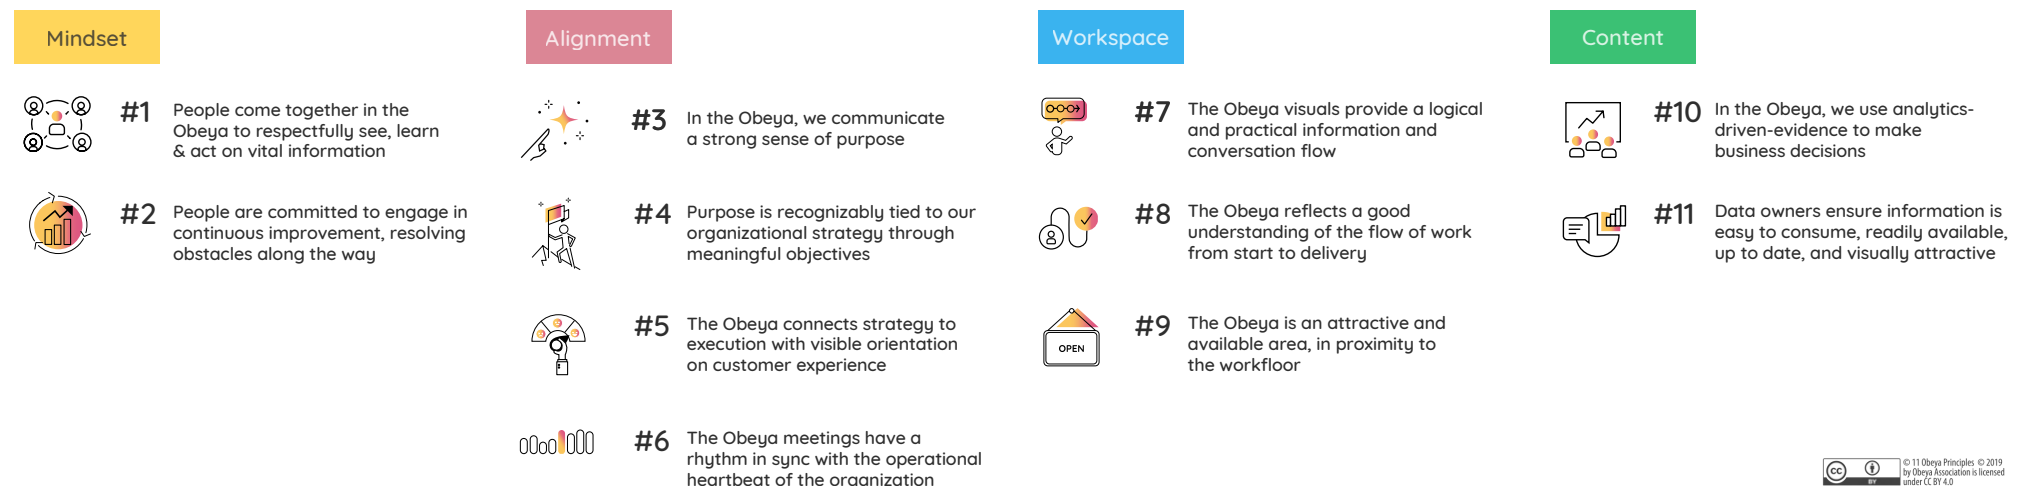 Mindset
#1
People come together in the
Obeya to respectfully see, learn
& act on vital information
#2
People are committed to engage in
continuous improvement, resolving
obstacles along the way
Alignment
#3
In the Obeya, we communicate
a strong sense of purpose
#4
Purpose is recognizably tied to our
organizational strategy through
meaningful objectives
#5
The Obeya connects strategy to
execution with visible orientation
on customer experience
#6
The Obeya meetings have a
rhythm in sync with the operational
heartbeat of the organization
Workspace
#7
The Obeya visuals provide a logical
and practical information and
conversation flow
#8
The Obeya reflects a good
understanding of the flow of work
from start to delivery
OPEN
#9
The Obeya is an attractive and
available area, in proximity to
the workfloor
Content
#10
In the Obeya, we use analytics-
driven-evidence to make
business decisions
#11
Data owners ensure information is
easy to consume, readily available,
up to date, and visually attractive
cc
BY
© 11 Obeya Principles © 2019
by Obeya Association is licensed
under CC BY 4.0